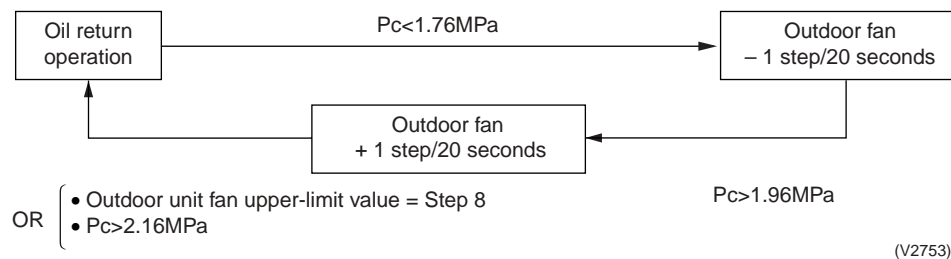 Oil return
operation
Pc<1.76MPa
Outdoor fan
– 1 step/20 seconds
Outdoor fan
+ 1 step/20 seconds
Pc>1.96MPa
OR
• Outdoor unit fan upper-limit value = Step 8
• Pc>2.16MPa
(V2753)